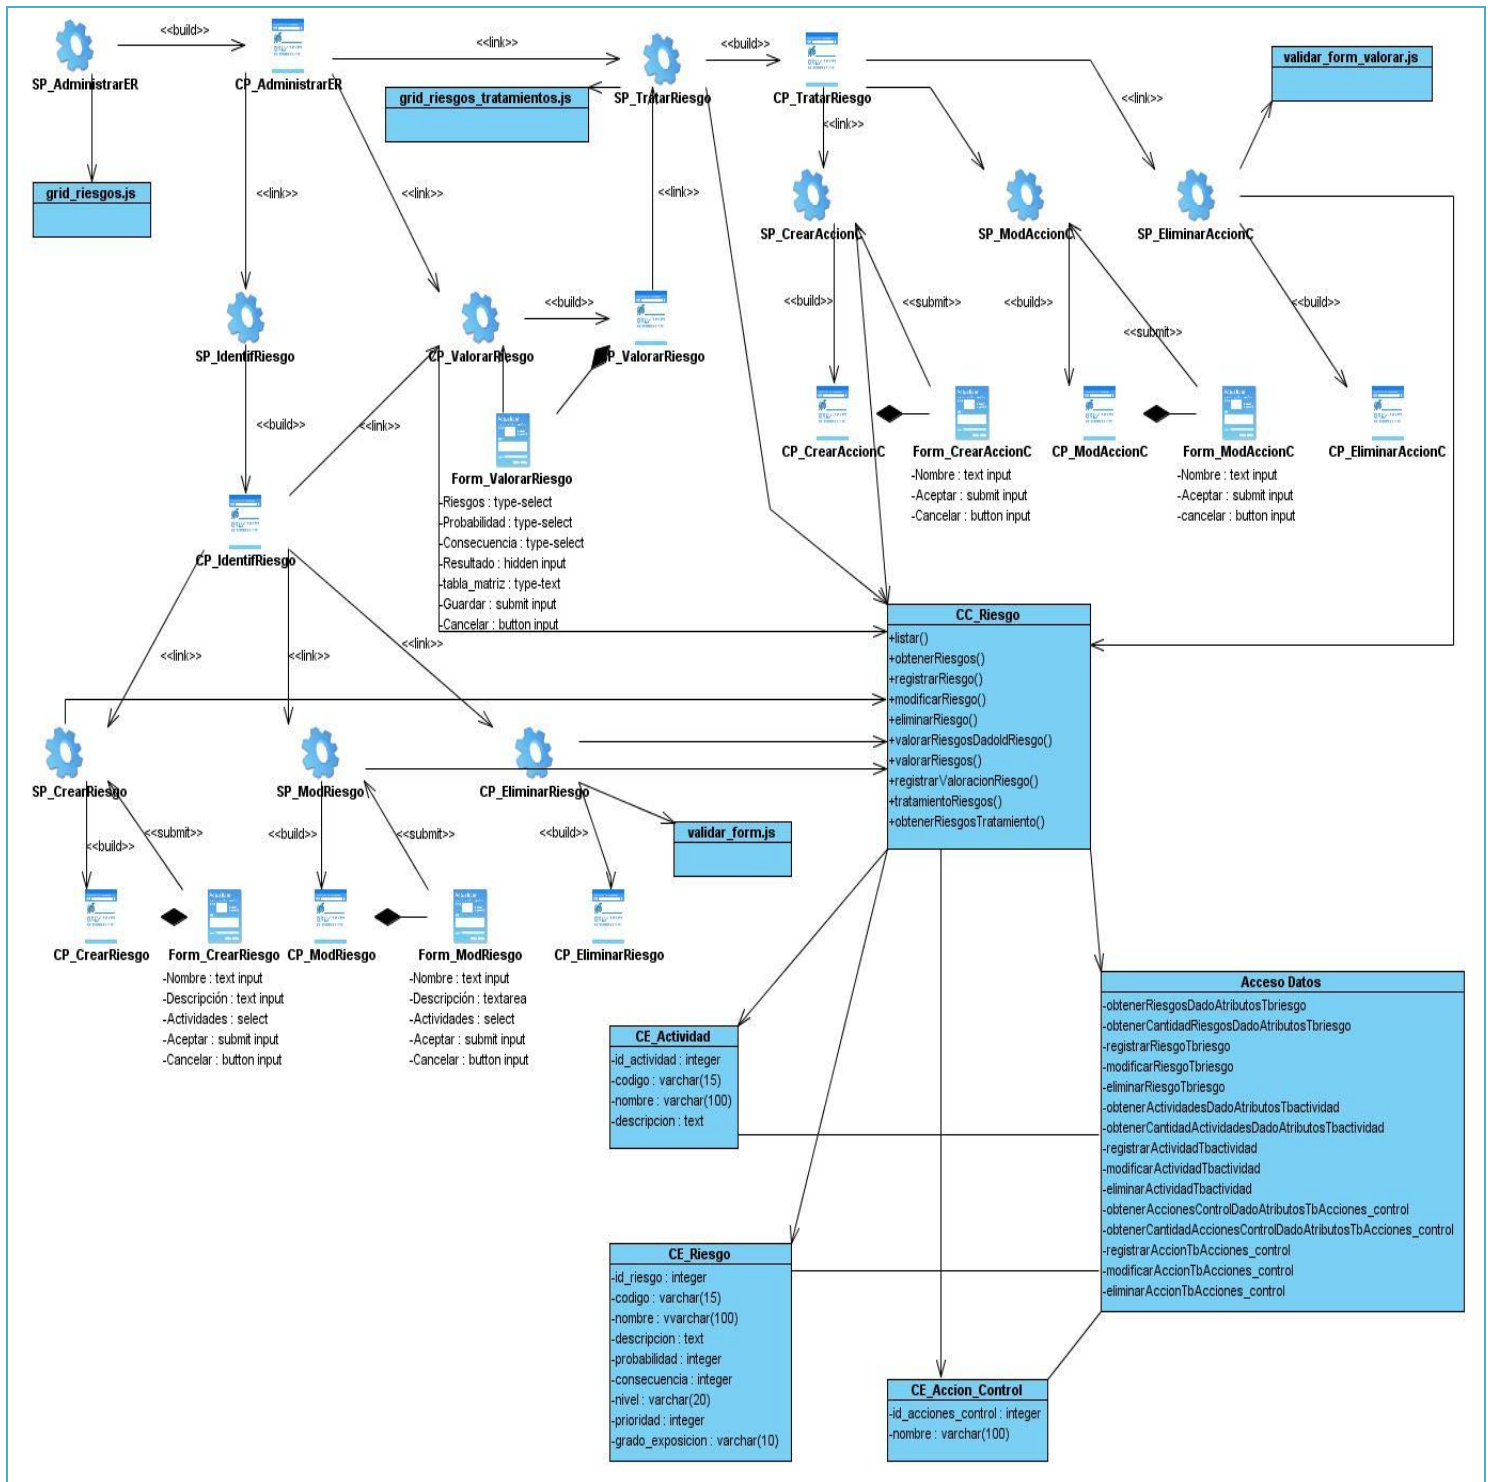 <<build>>
<<link>>
<<build>>
SP_AdministrarER
CP_AdministrarER
SP_TratarRiesgo
CP_TratarRiesgo
validar_form_valorar.js
grid_riesgos_tratamientos.js
<<link>>
<<link>>
grid_riesgos.js
<<link>>
<<link>>
<<link>>
SP_CrearAccionC
SP_ModAccionC
SP_EliminarAccionC
<<build>>
<<build>>
<<submit>>
<<build>>
<<build>>
<<submit>>
SP_IdentifRiesgo
CP_ValorarRiesgo
P_ValorarRiesgo
<<build>>
<<link>>
CP_CrearAccionC
Form_CrearAccionC
-Nombre : text input
-Aceptar : submit input
-Cancelar : button input
CP_ModAccionC
Form_ModAccionC
-Nombre : text input
-Aceptar : submit input
-cancelar : button input
CP_EliminarAccionC
Form_ValorarRiesgo
-Riesgos : type-select
-Probabilidad : type-select
-Consecuencia : type-select
-Resultado : hidden input
-tabla_matriz : type-text
-Guardar : submit input
-Cancelar : button input
CP_IdentifRiesgo
<<link>>
<<link>>
<<link>>
CC_Riesgo
+listar()
+obtenerRiesgos()
+registrarRiesgo()
+modificarRiesgo()
+eliminarRiesgo()
+valorarRiesgosDadoIdRiesgo()
+valorarRiesgos()
+registrarValoracionRiesgo()
+tratamientoRiesgos()
+obtenerRiesgosTratamiento()
SP_CrearRiesgo
SP_ModRiesgo
CP_EliminarRiesgo
<<build>>
<<submit>>
<<build>>
<<submit>>
<<build>>
validar_form.js
CP_CrearRiesgo
Form_CrearRiesgo
-Nombre : text input
-Descripción : text input
-Actividades : select
-Aceptar : submit input
-Cancelar : button input
CP_ModRiesgo
Form_ModRiesgo
-Nombre : text input
-Descripción : textarea
-Actividades : select
-Aceptar : submit input
-Cancelar : button input
CP_EliminarRiesgo
Acceso Datos
-obtenerRiesgosDadoAtributosTbriesgo
-obtenerCantidadRiesgosDadoAtributosTbriesgo
-registrarRiesgoTbriesgo
-modificarRiesgoTbriesgo
-eliminarRiesgoTbriesgo
-obtenerActividadesDadoAtributosTbactividad
-obtenerCantidadActividadesDadoAtributosTbactividad
-registrarActividadTbactividad
-modificarActividadTbactividad
-eliminarActividadTbactividad
-obtenerAccionesControlDadoAtributosTbAcciones_control
-obtenerCantidadAccionesControlDadoAtributosTbAcciones_control
-registrarAccionTbAcciones_control
-modificarAccionTbAcciones_control
-eliminarAccionTbAcciones_control
CE_Actividad
-id_actividad : integer
-codigo : varchar(15)
-nombre : varchar(100)
-descripcion : text
CE_Riesgo
-id_riesgo : integer
-codigo : varchar(15)
-nombre : vvarchar(100)
-descripcion : text
-probabilidad : integer
-consecuencia : integer
-nivel : varchar(20)
-prioridad : integer
-grado_exposicion : varchar(10)
CE_Accion_Control
-id_acciones_control : integer
-nombre : varchar(100)